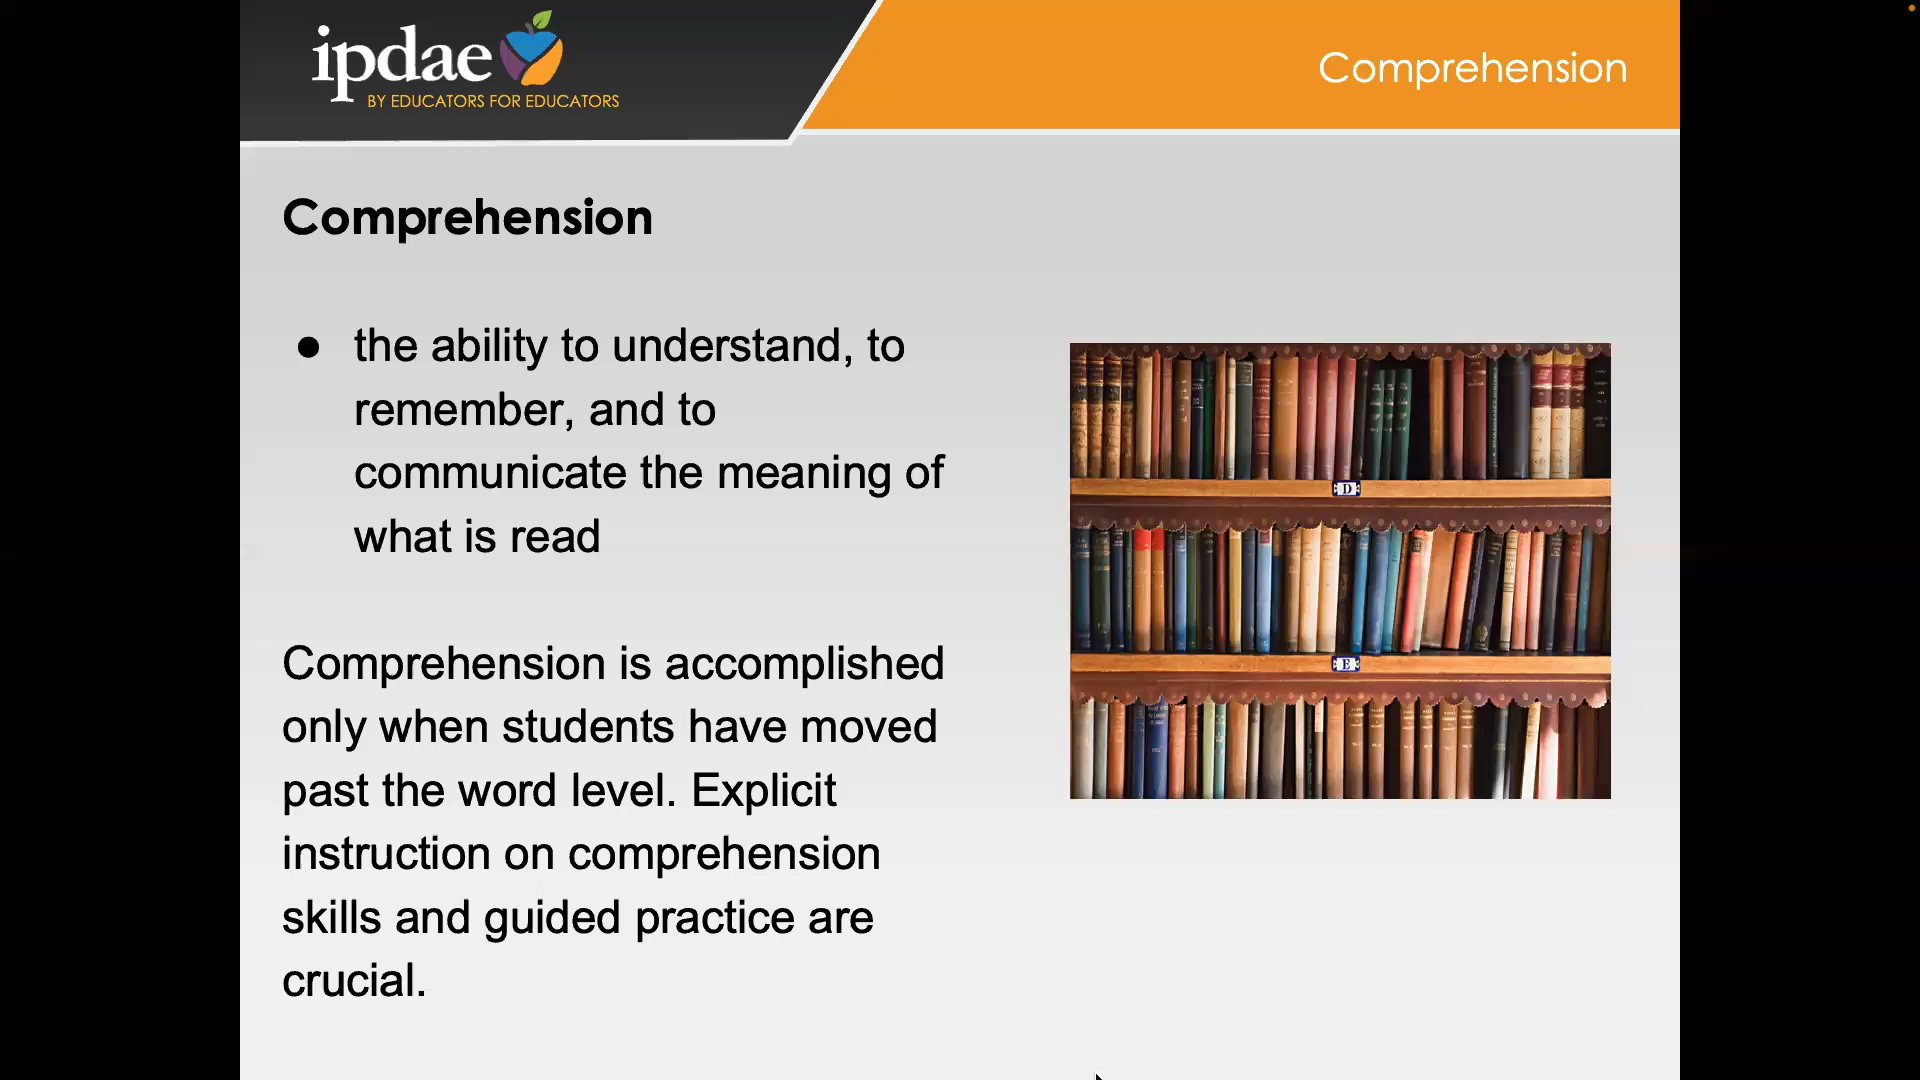 ipdae
BY EDUCATORS FOR EDUCATORS
Comprehension
Comprehension
● the ability to understand, to
remember, and to
communicate the meaning of
what is read
Comprehension is accomplished
only when students have moved
past the word level. Explicit
instruction on comprehension
skills and guided practice are
crucial.
D
E